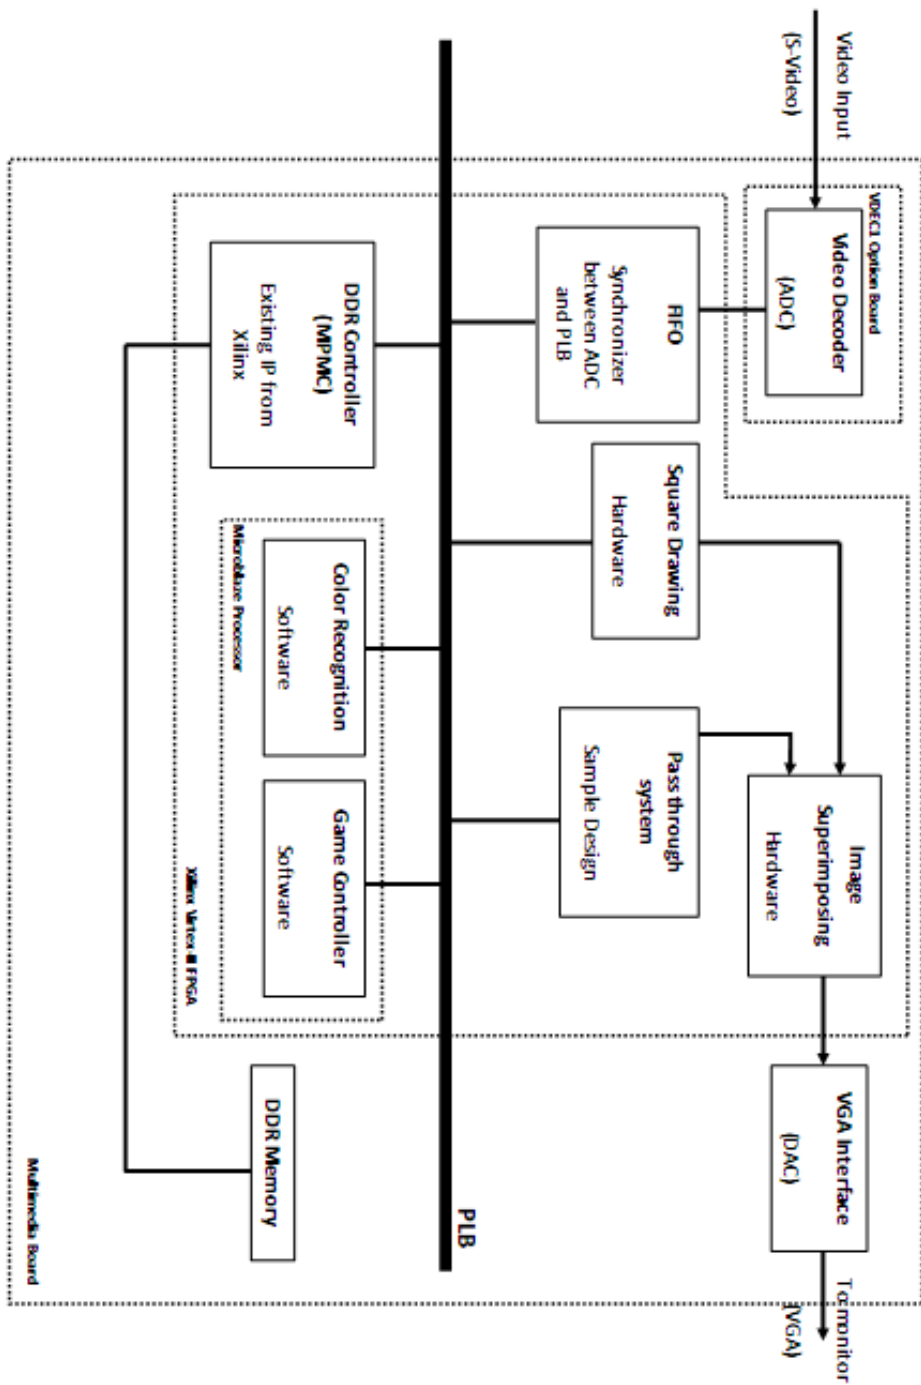 Video Input
(S-Video)
VDEC1 Option Board
Video Decoder
(ADC)
FIFO
Synchronizer
between ADC
and PLB
Square Drawing
Hardware
Pass through
system
Sample Design
Image
Superimposing
Hardware
VGA Interface
(DAC)
To monitor
(VGA)
PLB
DDR Controller
(MPMC)
Existing IP from
Xilinx
Color Recognition
Software
Game Controller
Software
Microblaze Processor
Xilinx Virtex-II FPGA
DDR Memory
Multimedia Board